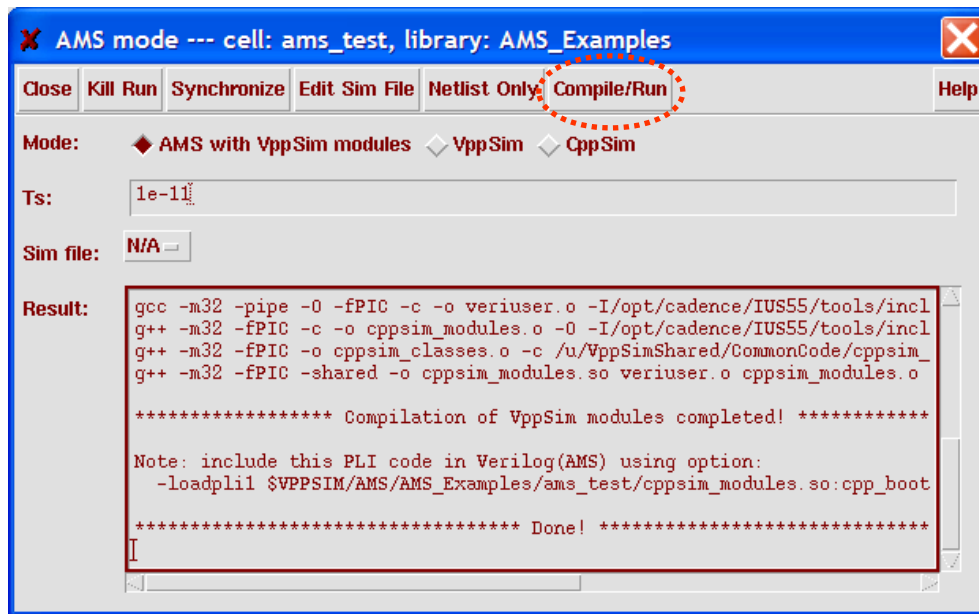 AMS mode --- cell: ams_test, library: AMS_Examples
Close Kill Run Synchronize Edit Sim File Netlist Only Compile/Run Help
Mode: AMS with VppSim modules VppSim CppSim
Ts: 1e-11
Sim file: N/A
Result:
gcc -m32 -pipe -O -fPIC -c -o veriuser.o -I/opt/cadence/IUS55/tools/incl
g++ -m32 -fPIC -c -o cppsim_modules.o -O -I/opt/cadence/IUS55/tools/incl
g++ -m32 -fPIC -o cppsim_classes.o -c /u/VppSimShared/CommonCode/cppsim_
g++ -m32 -fPIC -shared -o cppsim_modules.so veriuser.o cppsim_modules.o
****************** Compilation of VppSim modules completed! ************
Note: include this PLI code in Verilog(AMS) using option:
-loadpli1 $VPPSIM/AMS/AMS_Examples/ams_test/cppsim_modules.so:cpp_boot
*********************************** Done! ******************************